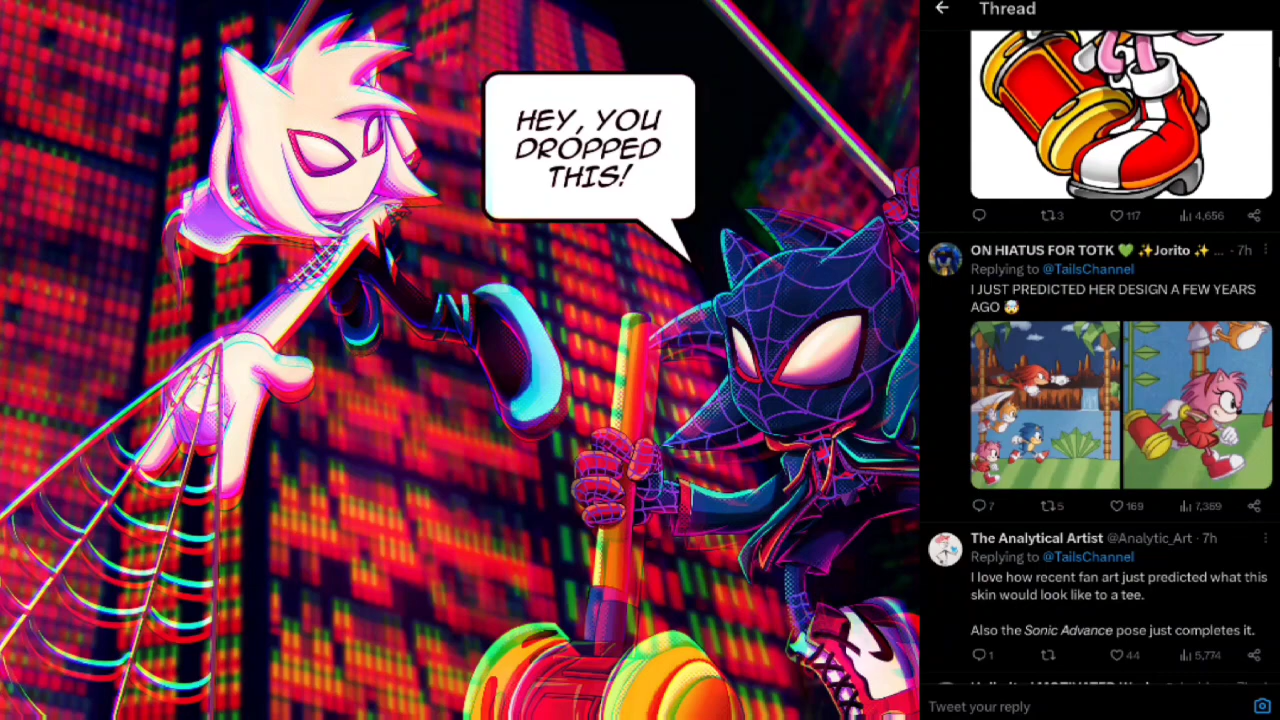 HEY, YOU
DROPPED
THIS!
Thread
3 117 4,656
ON HIATUS FOR TOTK 💚 ✨Jorito ✨ ... · 7h
Replying to @TailsChannel
I JUST PREDICTED HER DESIGN A FEW YEARS
AGO 🤯
7 5 169 7,369
The Analytical Artist @Analytic_Art · 7h
Replying to @TailsChannel
I love how recent fan art just predicted what this
skin would look like to a tee.
Also the Sonic Advance pose just completes it.
1 44 5,774
Tweet your reply